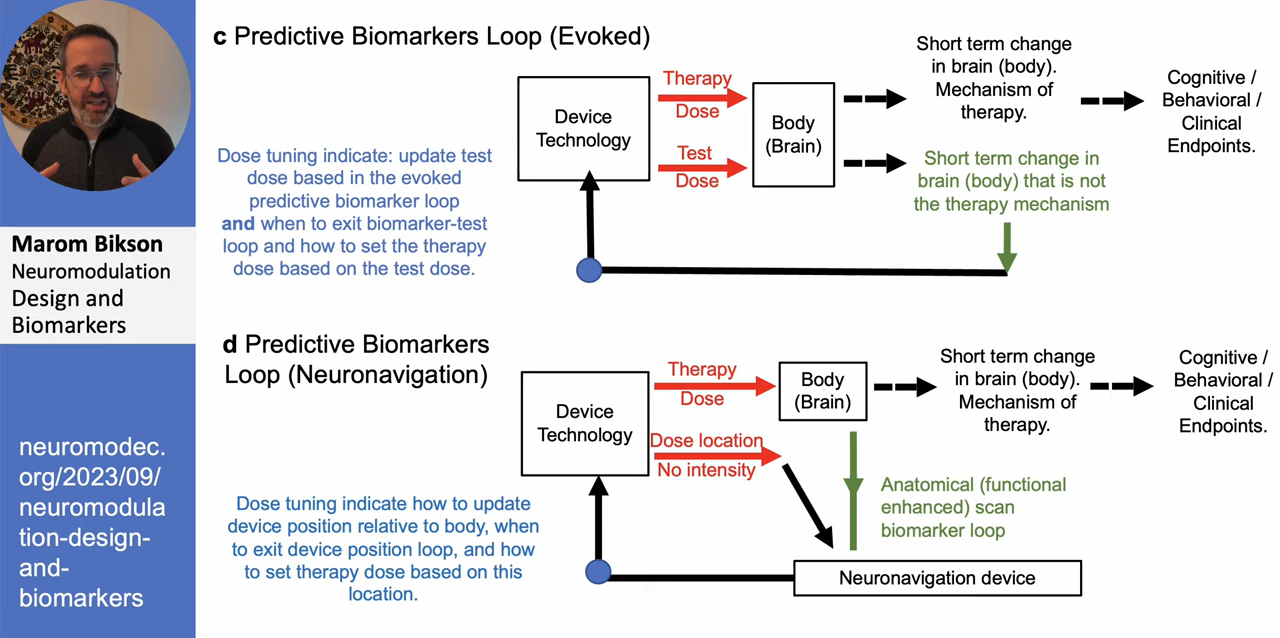 Marom Bikson
Neuromodulation
Design and
Biomarkers
neuromodec.
org/2023/09/
neuromodula
tion-design-
and-
biomarkers
c Predictive Biomarkers Loop (Evoked)
Device
Technology
Therapy
Dose
Test
Dose
Body
(Brain)
Short term change
in brain (body).
Mechanism of
therapy.
Cognitive /
Behavioral /
Clinical
Endpoints.
Short term change in
brain (body) that is not
the therapy mechanism
Dose tuning indicate: update test
dose based in the evoked
predictive biomarker loop
and when to exit biomarker-test
loop and how to set the therapy
dose based on the test dose.
d Predictive Biomarkers
Loop (Neuronavigation)
Device
Technology
Therapy
Dose
Dose location
No intensity
Body
(Brain)
Short term change
in brain (body).
Mechanism of
therapy.
Cognitive /
Behavioral /
Clinical
Endpoints.
Anatomical (functional
enhanced) scan
biomarker loop
Dose tuning indicate how to update
device position relative to body, when
to exit device position loop, and how
to set therapy dose based on this
location.
Neuronavigation device